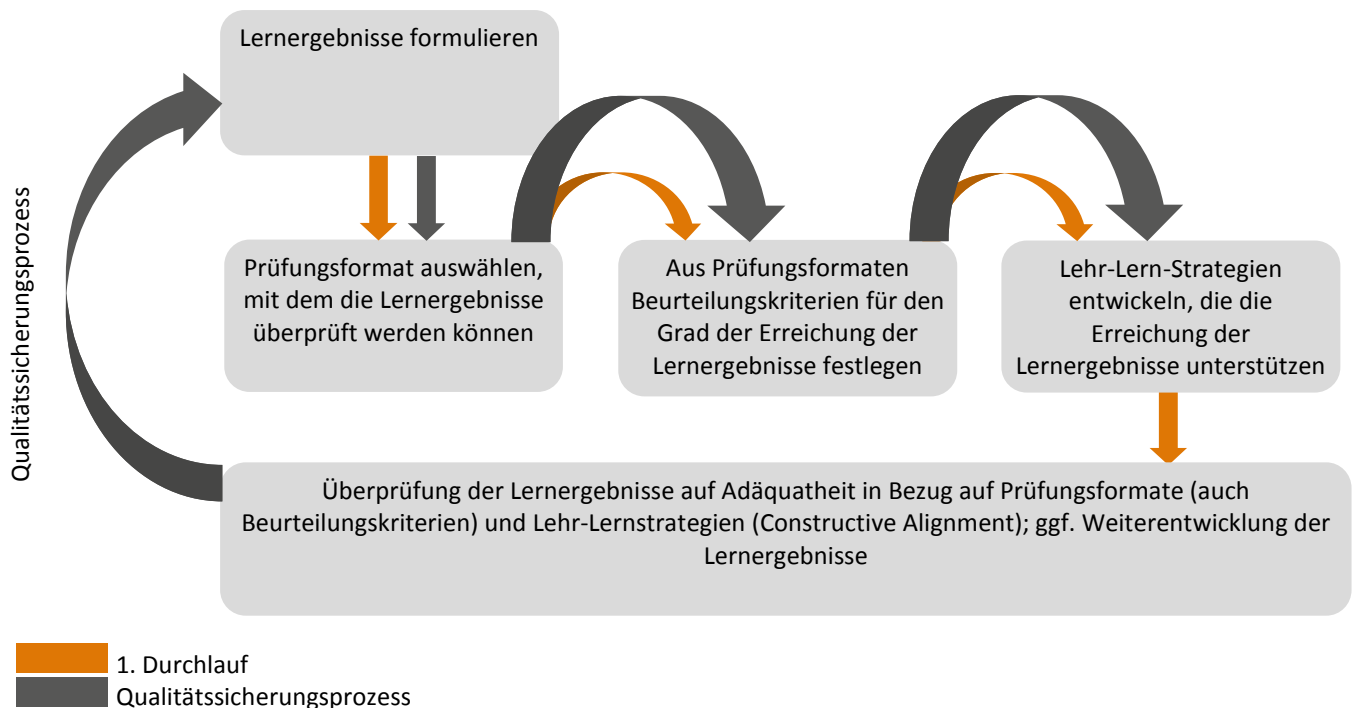 Lernergebnisse formulieren
Qualitätssicherungsprozess
Prüfungsformat auswählen,
mit dem die Lernergebnisse
überprüft werden können
Aus Prüfungsformaten
Beurteilungskriterien für den
Grad der Erreichung der
Lernergebnisse festlegen
Lehr-Lern-Strategien
entwickeln, die die
Erreichung der
Lernergebnisse unterstützen
Überprüfung der Lernergebnisse auf Adäquatheit in Bezug auf Prüfungsformate (auch
Beurteilungskriterien) und Lehr-Lernstrategien (Constructive Alignment); ggf. Weiterentwicklung der
Lernergebnisse
1. Durchlauf
Qualitätssicherungsprozess